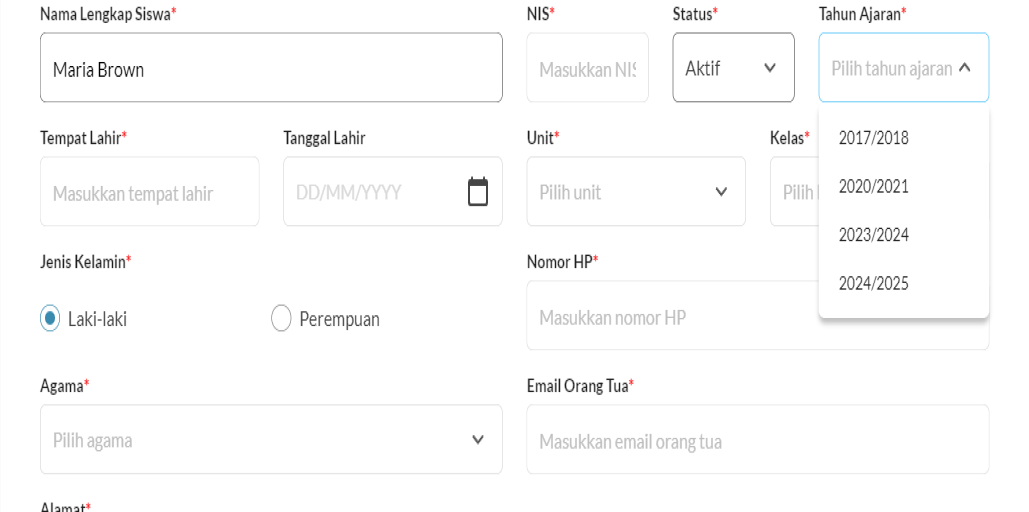 Nama Lengkap Siswa* NIS* Status* Tahun Ajaran*
Maria Brown Masukkan NIS Aktif Pilih tahun ajaran
Tempat Lahir* Tanggal Lahir Unit* Kelas* 2017/2018
Masukkan tempat lahir DD/MM/YYYY Pilih unit Pilih 2020/2021
2023/2024
Jenis Kelamin* Nomor HP*
2024/2025
Laki-laki Perempuan Masukkan nomor HP
Agama* Email Orang Tua*
Pilih agama Masukkan email orang tua
Alamat*